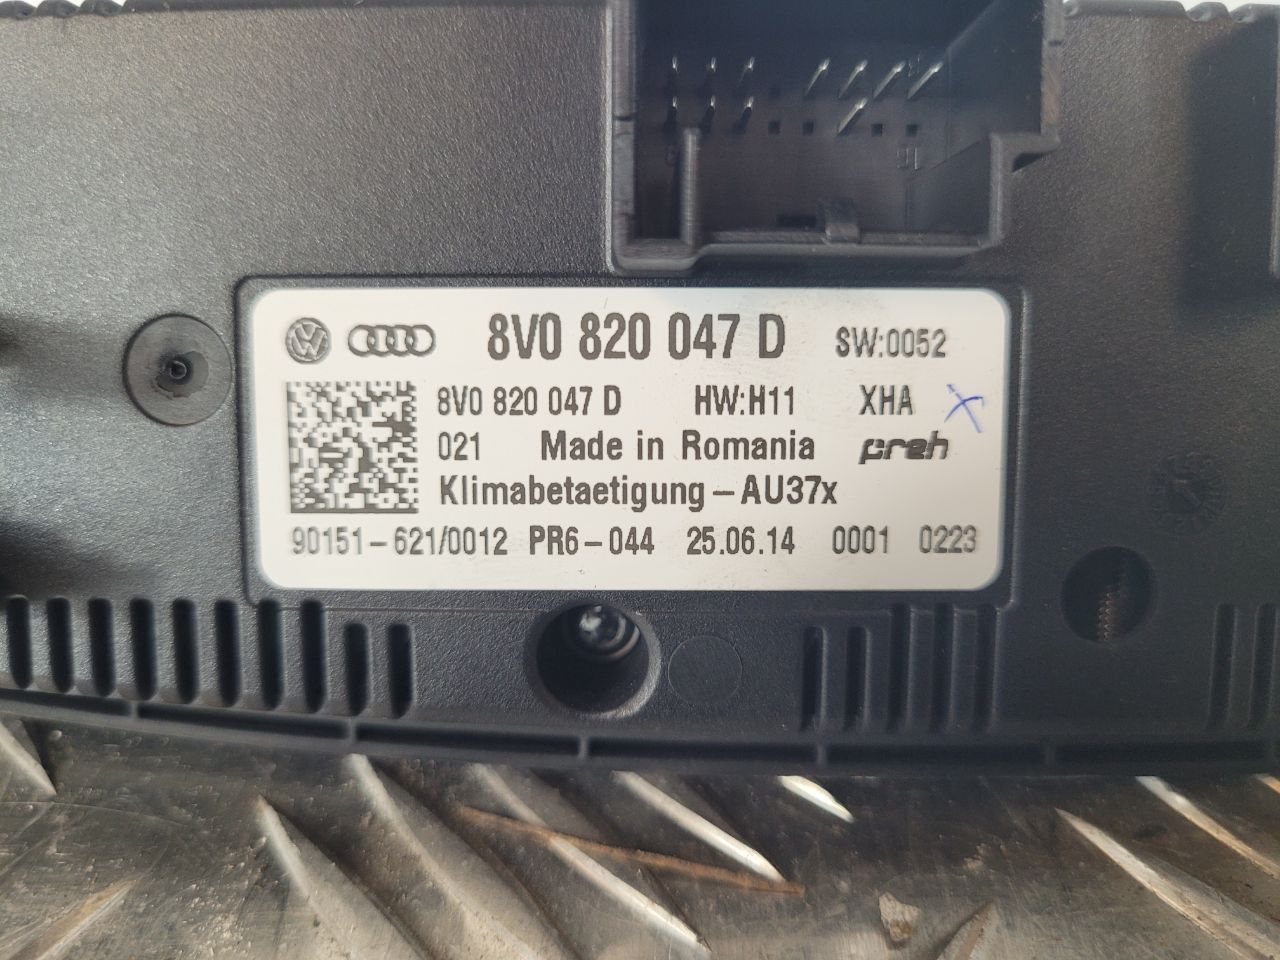 8V0 820 047 D SW:0052
8V0 820 047 D HW:H11 XHA
021 Made in Romania preh
Klimabetaetigung-AU37x
90151-621/0012 PR6-044 25.06.14 0001 0223